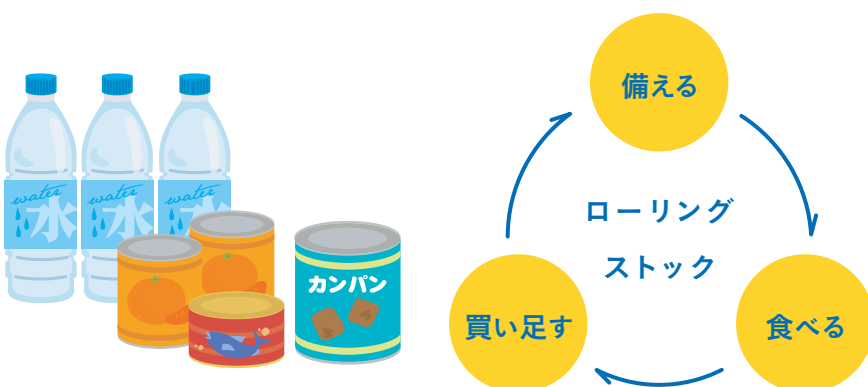 water
水
water
水
water
水
カンパン
備える
ローリング
ストック
買い足す
食べる